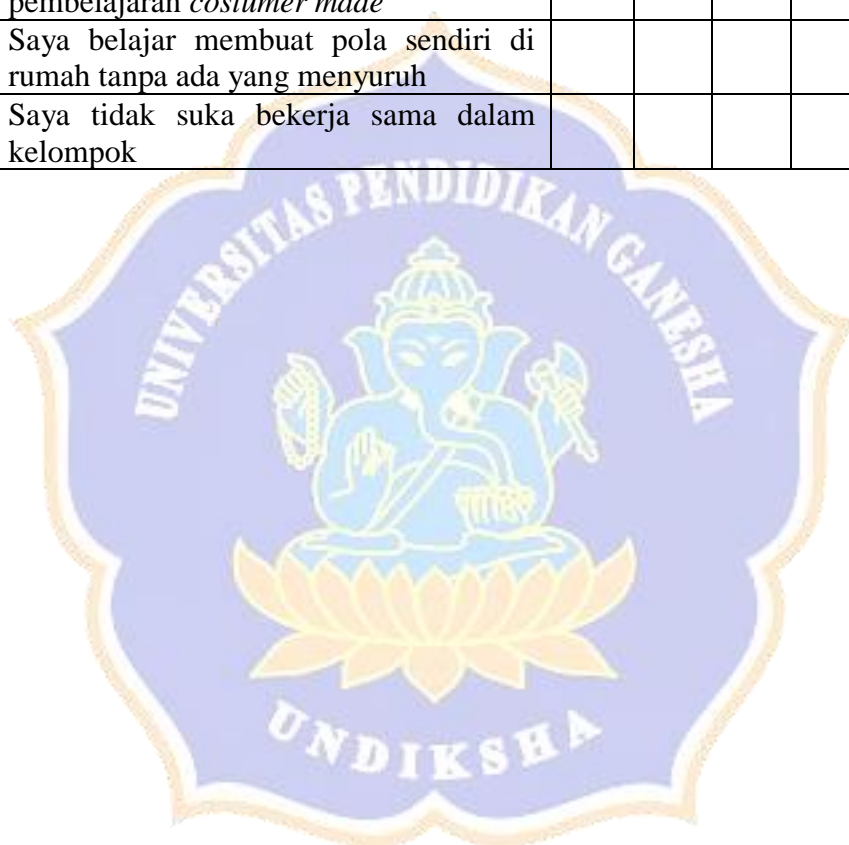 pembelajaran costumer made
Saya belajar membuat pola sendiri di
rumah tanpa ada yang menyuruh
Saya tidak suka bekerja sama dalam
kelompok
UNIVERSITAS PENDIDIKAN GANESHA
UNDIKSHA